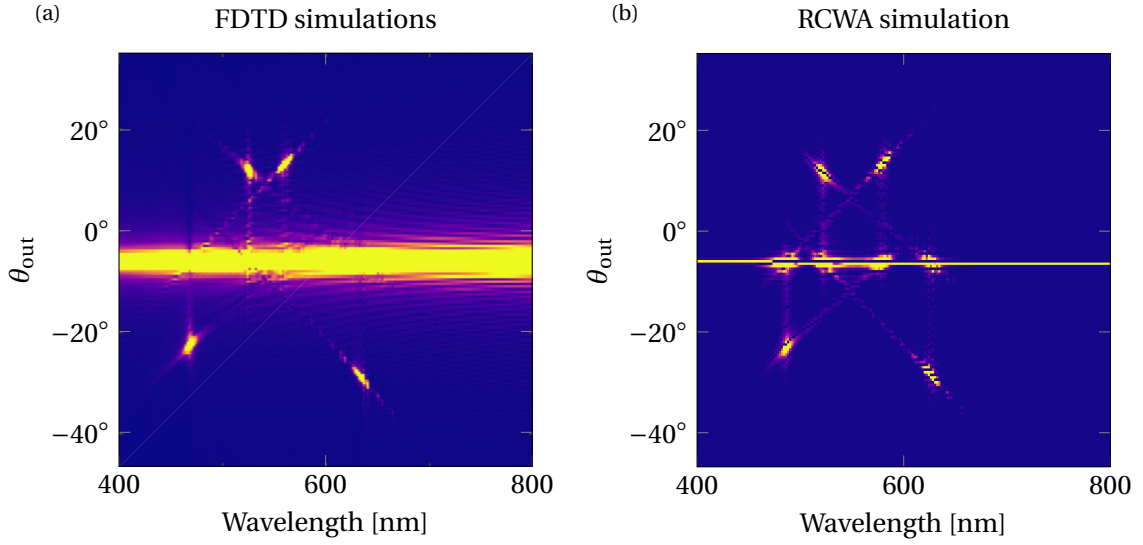 (a)
FDTD simulations
20°
0°
−20°
−40°
θout
400
600
800
Wavelength [nm]
(b)
RCWA simulation
20°
0°
−20°
−40°
θout
400
600
800
Wavelength [nm]